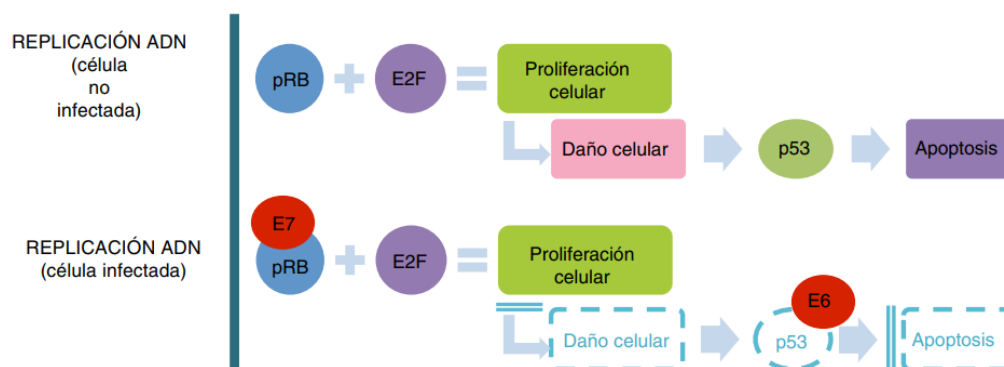 REPLICACIÓN ADN
(célula
no
infectada)
pRB
E2F
Proliferación
celular
Daño celular
p53
Apoptosis
REPLICACIÓN ADN
(célula infectada)
E7
pRB
E2F
Proliferación
celular
Daño celular
E6
p53
Apoptosis